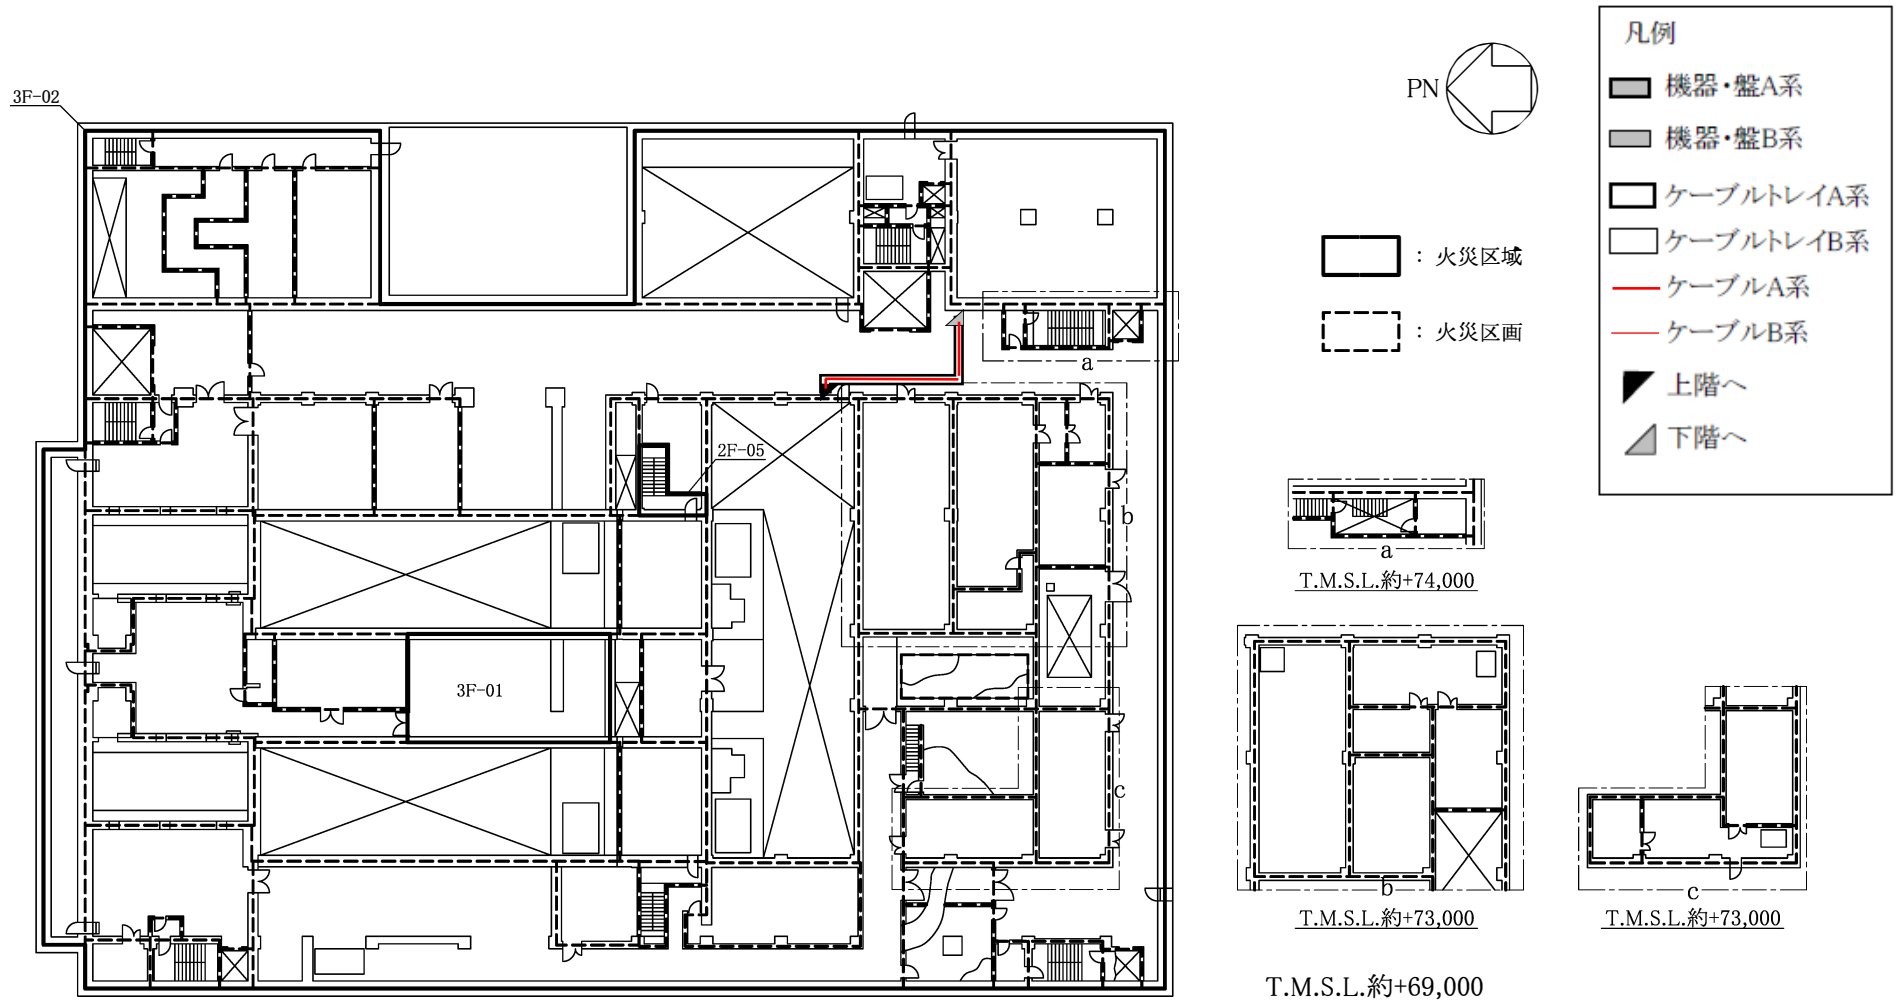 3F-02
2F-05
3F-01
a
b
c
PN
: 火災区域
: 火災区画
凡例
機器・盤A系
機器・盤B系
ケーブルトレイA系
ケーブルトレイB系
ケーブルA系
ケーブルB系
上階へ
下階へ
a
T.M.S.L.約+74,000
b
T.M.S.L.約+73,000
c
T.M.S.L.約+73,000
T.M.S.L.約+69,000